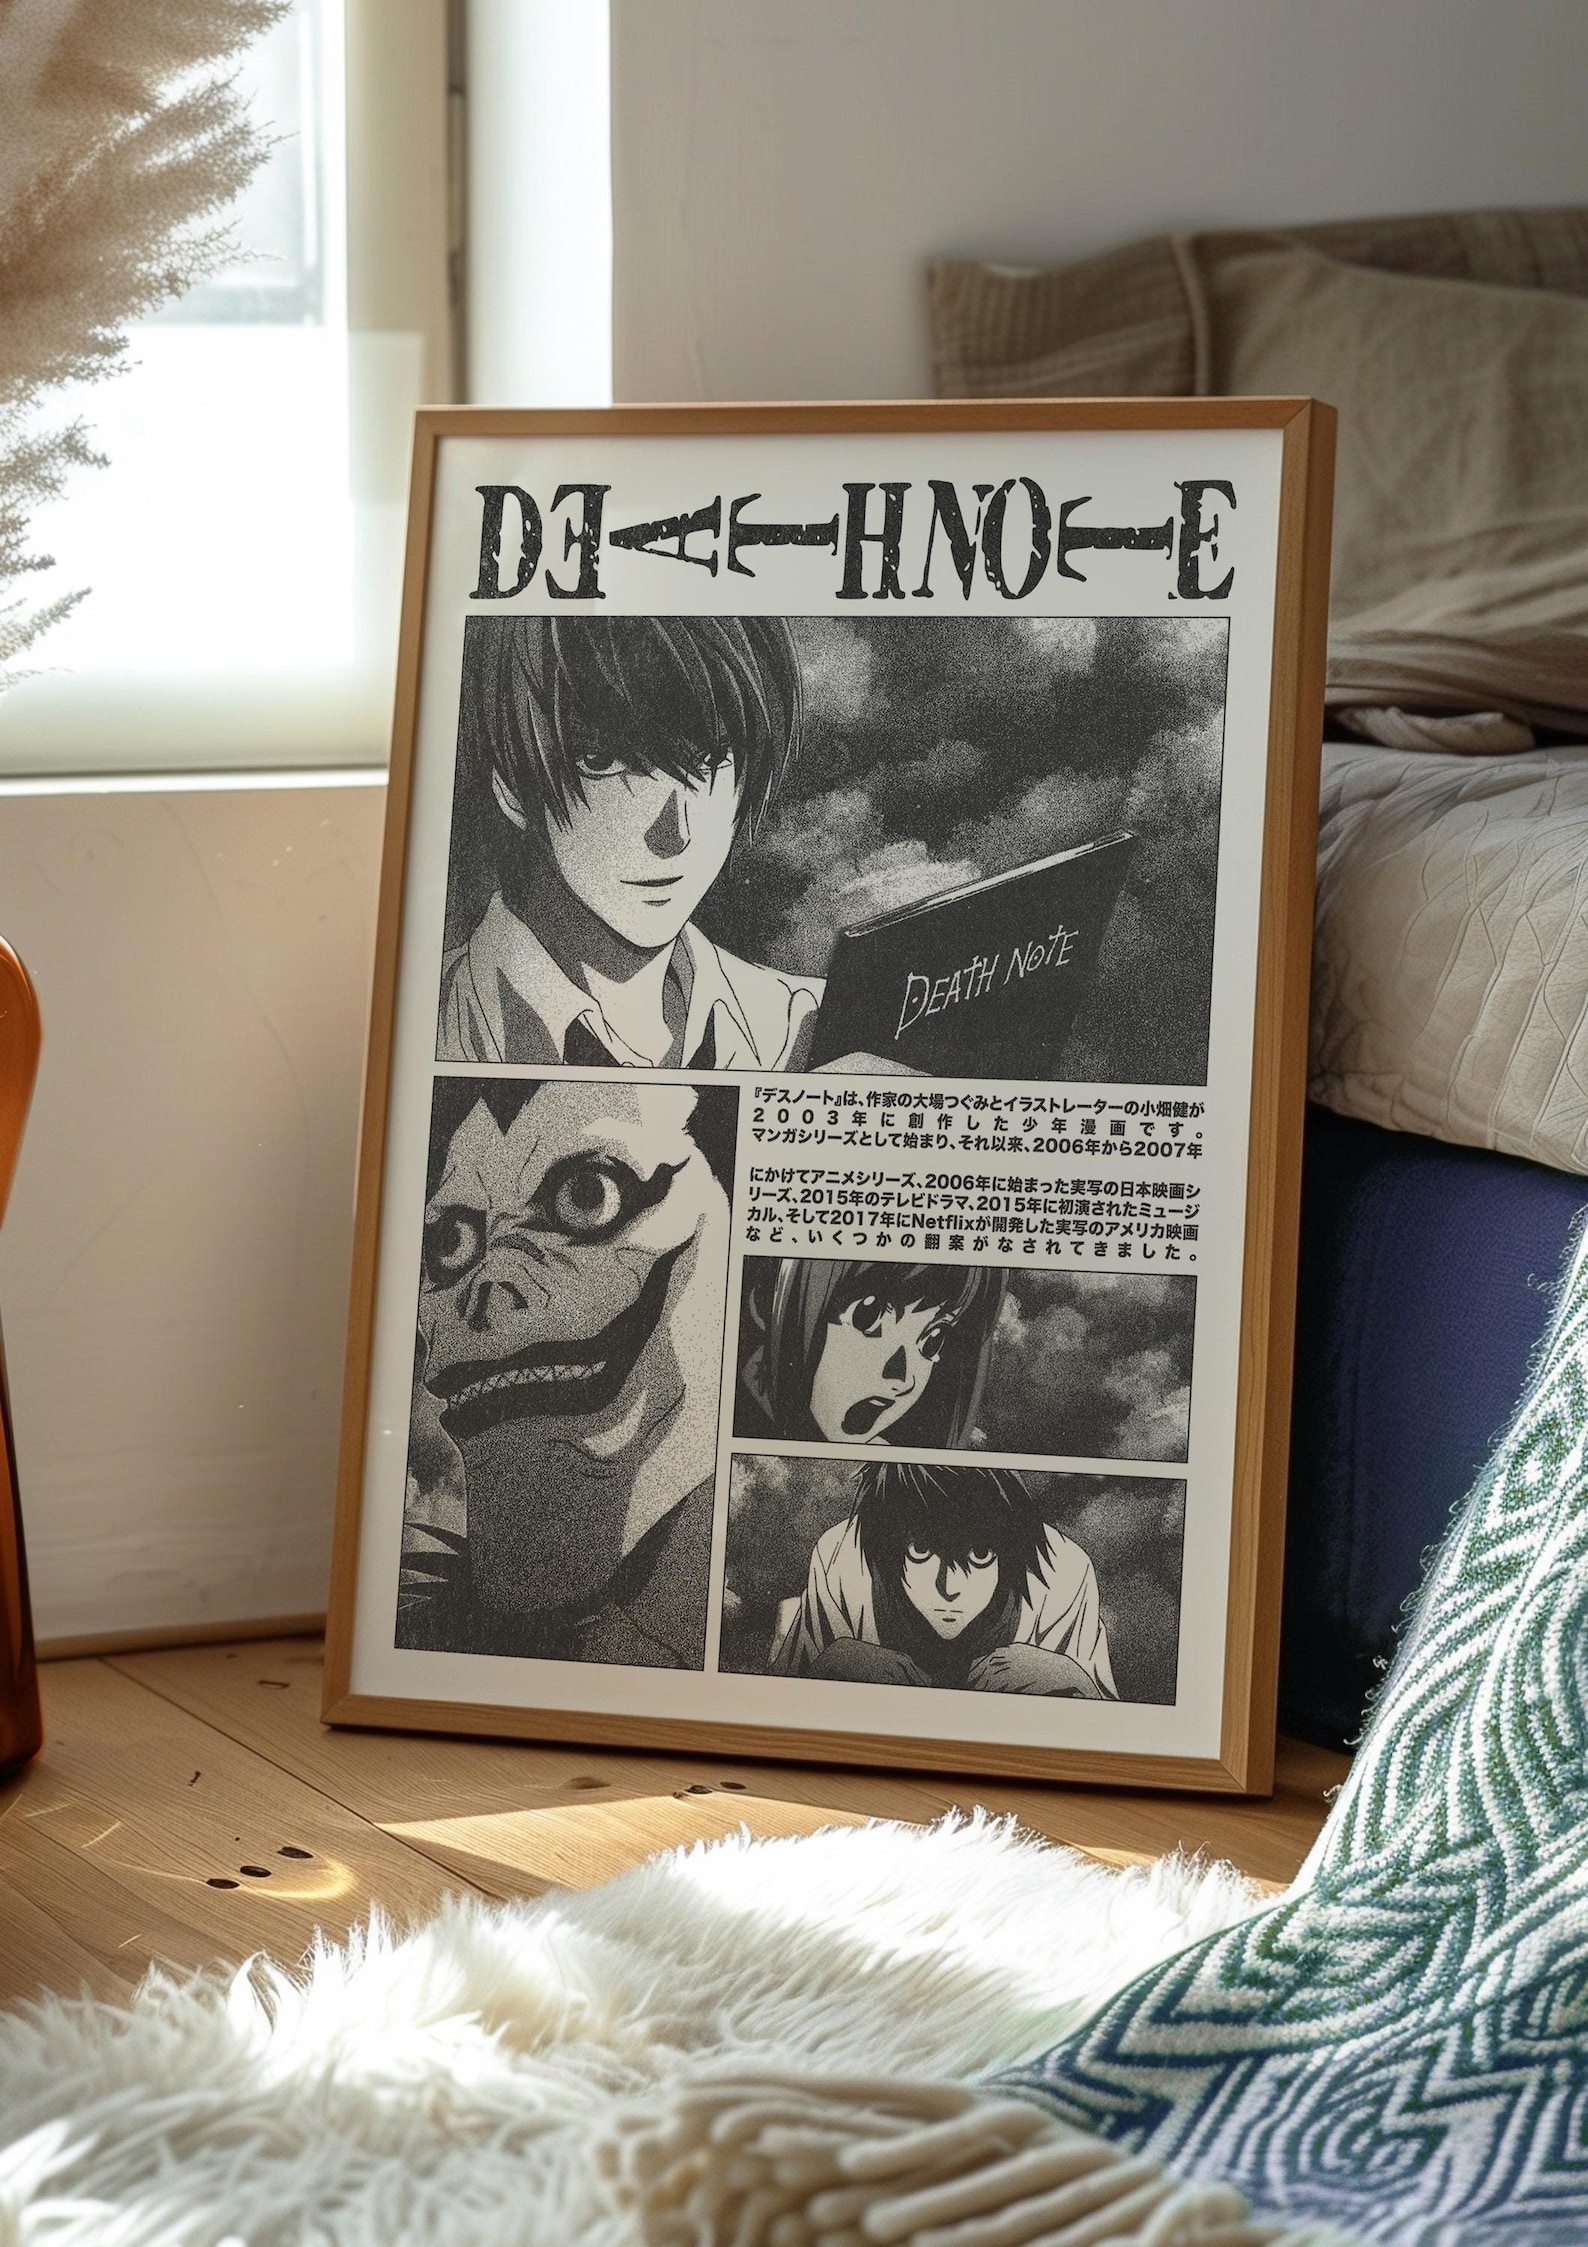 DEATH NOTE
DEATH NOTE
『デスノート』は、作家の大場つぐみとイラストレーターの小畑健が
2003年に創作した少年漫画です。
マンガシリーズとして始まり、それ以来、2006年から2007年
にかけてアニメシリーズ、2006年に始まった実写の日本映画シ
リーズ、2015年のテレビドラマ、2015年に初演されたミュージ
カル、そして2017年にNetflixが開発した実写のアメリカ映画
など、いくつかの翻案がなされてきました。